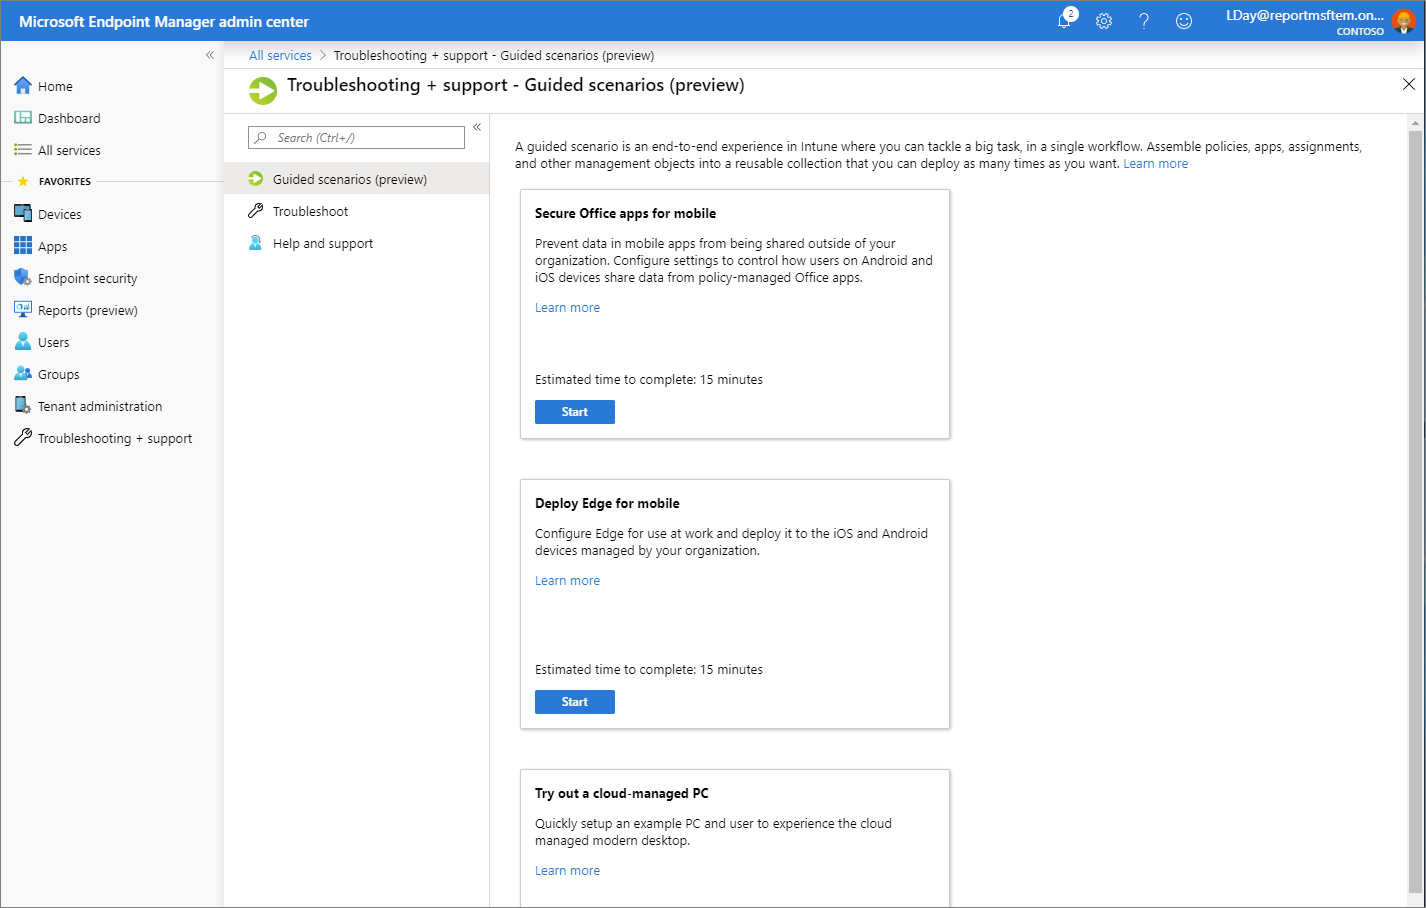 Microsoft Endpoint Manager admin center
2
LDay@reportmsftem.on...
CONTOSO
All services > Troubleshooting + support - Guided scenarios (preview)
Troubleshooting + support - Guided scenarios (preview)
Home
Dashboard
All services
FAVORITES
Devices
Apps
Endpoint security
Reports (preview)
Users
Groups
Tenant administration
Troubleshooting + support
Search (Ctrl+/)
Guided scenarios (preview)
Troubleshoot
Help and support
A guided scenario is an end-to-end experience in Intune where you can tackle a big task, in a single workflow. Assemble policies, apps, assignments,
and other management objects into a reusable collection that you can deploy as many times as you want. Learn more
Secure Office apps for mobile
Prevent data in mobile apps from being shared outside of your
organization. Configure settings to control how users on Android and
iOS devices share data from policy-managed Office apps.
Learn more
Estimated time to complete: 15 minutes
Start
Deploy Edge for mobile
Configure Edge for use at work and deploy it to the iOS and Android
devices managed by your organization.
Learn more
Estimated time to complete: 15 minutes
Start
Try out a cloud-managed PC
Quickly setup an example PC and user to experience the cloud
managed modern desktop.
Learn more